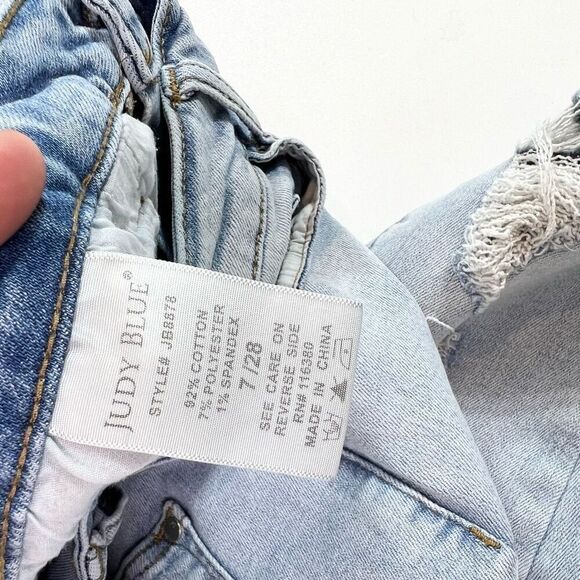 JUDY BLUE®
STYLE# JB8878
92% COTTON
7% POLYESTER
1% SPANDEX
7 / 28
SEE CARE ON
REVERSE SIDE
RN# 116380
MADE IN CHINA